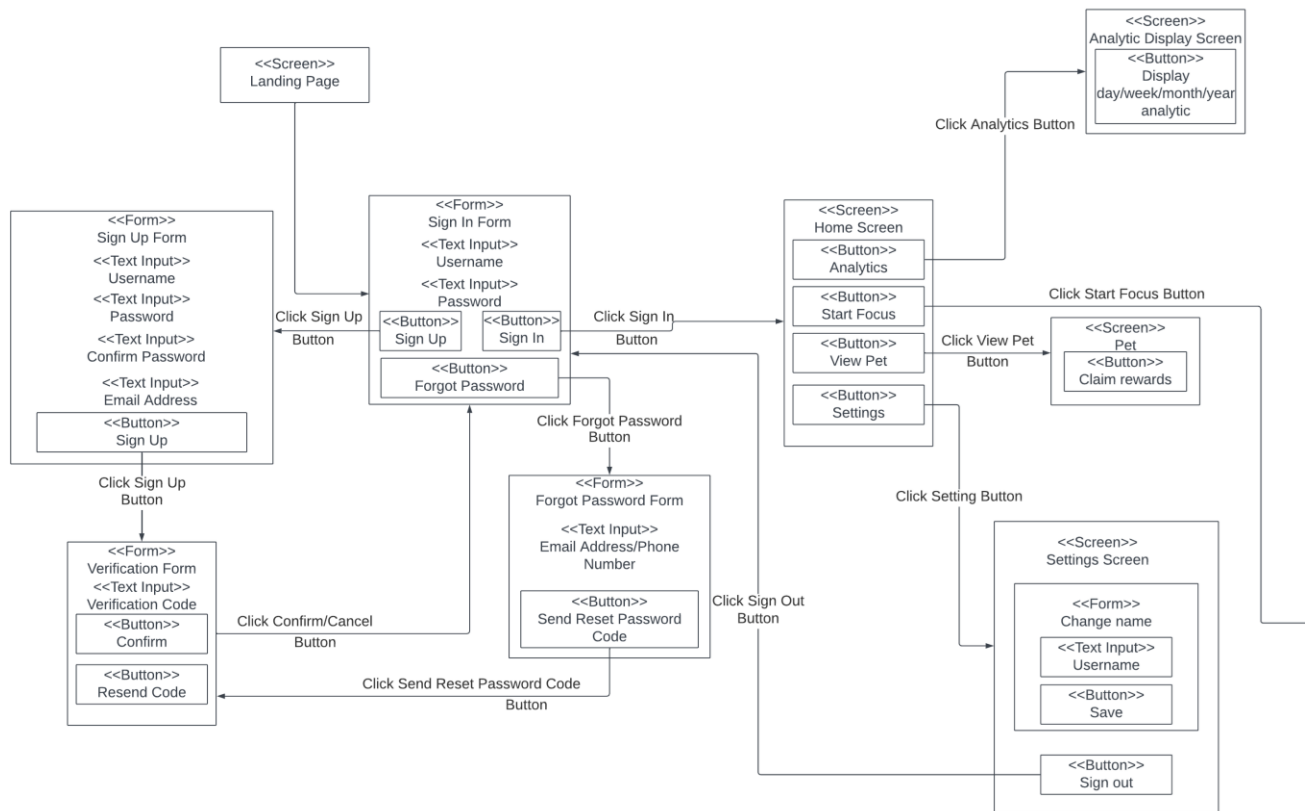 <<Screen>>
Landing Page
<<Screen>>
Analytic Display Screen
<<Button>>
Display
day/week/month/year
analytic
Click Analytics Button
<<Form>>
Sign Up Form
<<Text Input>>
Username
<<Text Input>>
Password
<<Text Input>>
Confirm Password
<<Text Input>>
Email Address
<<Button>>
Sign Up
Click Sign Up
Button
<<Form>>
Sign In Form
<<Text Input>>
Username
<<Text Input>>
Password
<<Button>>
Sign Up
<<Button>>
Sign In
<<Button>>
Forgot Password
Click Sign In
Button
<<Screen>>
Home Screen
<<Button>>
Analytics
<<Button>>
Start Focus
<<Button>>
View Pet
<<Button>>
Settings
Click Start Focus Button
Click View Pet
Button
<<Screen>>
Pet
<<Button>>
Claim rewards
Click Sign Up
Button
Click Forgot Password
Button
Click Setting Button
<<Form>>
Verification Form
<<Text Input>>
Verification Code
<<Button>>
Confirm
<<Button>>
Resend Code
Click Confirm/Cancel
Button
<<Form>>
Forgot Password Form
<<Text Input>>
Email Address/Phone
Number
<<Button>>
Send Reset Password
Code
Click Send Reset Password Code
Button
Click Sign Out
Button
<<Screen>>
Settings Screen
<<Form>>
Change name
<<Text Input>>
Username
<<Button>>
Save
<<Button>>
Sign out